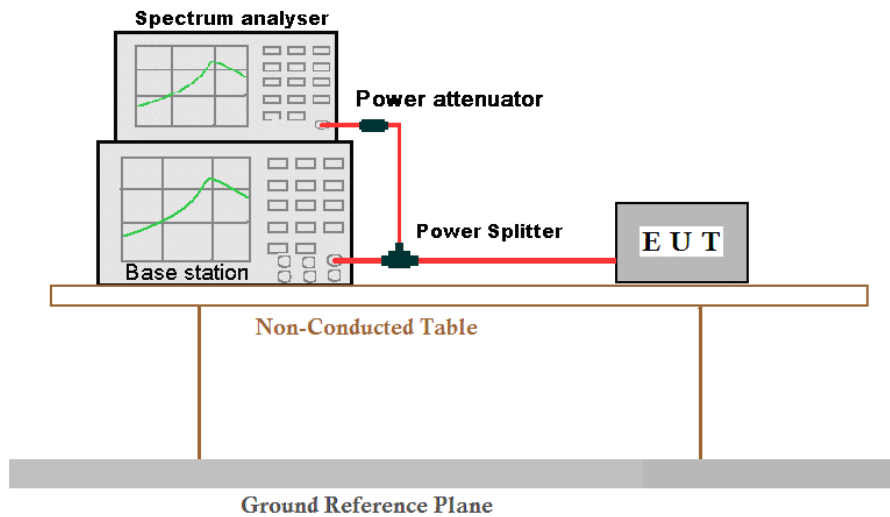 Spectrum analyser
Power attenuator
Power Splitter
E U T
Base station
Non-Conducted Table
Ground Reference Plane